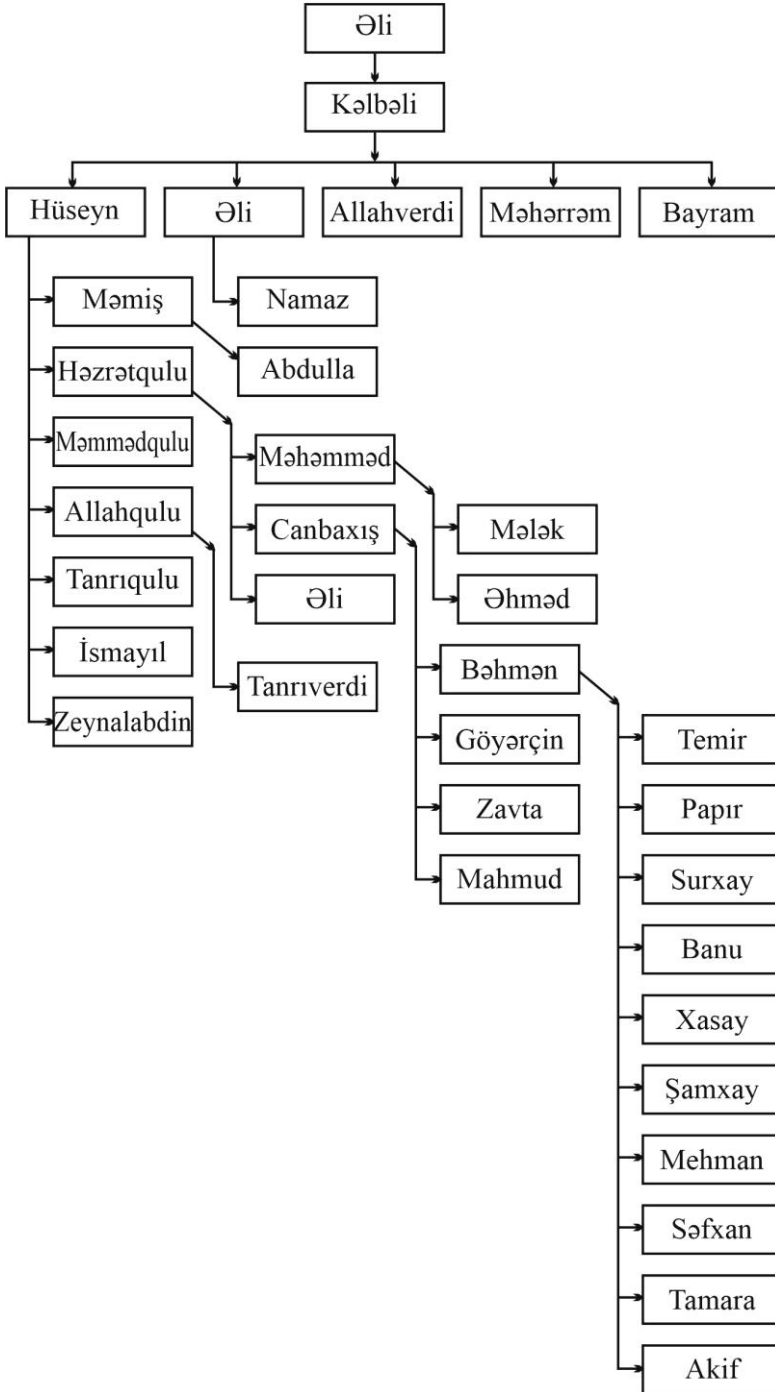 Əli
Kəlbəli
Hüseyn
Əli
Allahverdi
Məhərrəm
Bayram
Məmiş
Namaz
Həzrətqulu
Abdulla
Məmmədqulu
Məhəmməd
Allahqulu
Canbaxış
Mələk
Tanrıqulu
Əli
Əhməd
İsmayıl
Tanrıverdi
Bəhmən
Zeynalabdin
Göyərçin
Temir
Zavta
Papır
Mahmud
Surxay
Banu
Xasay
Şamxay
Mehman
Səfxan
Tamara
Akif